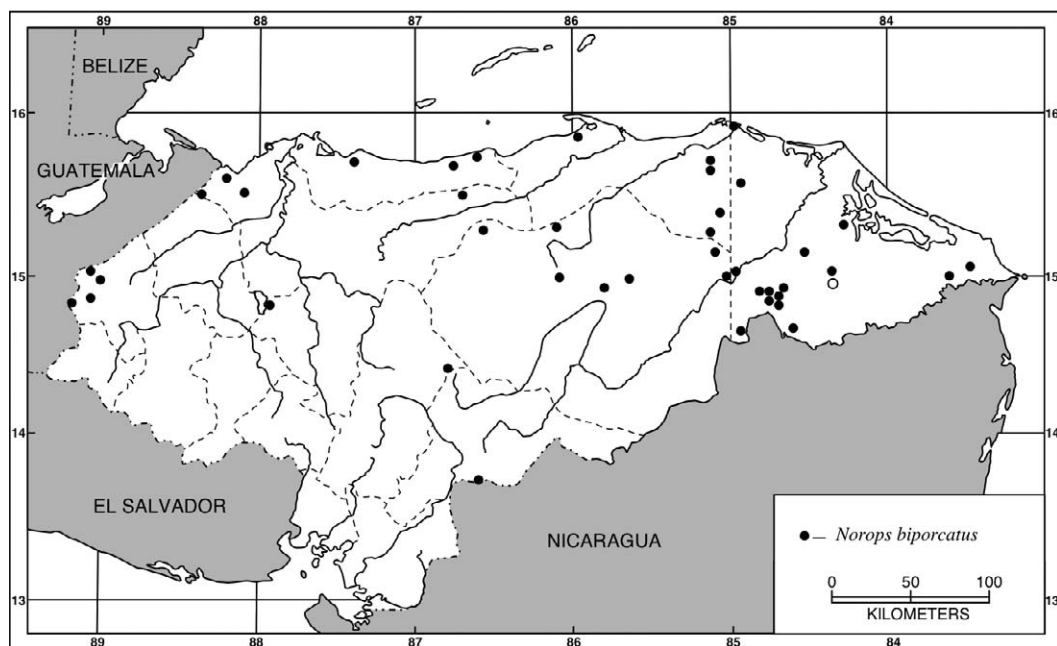 89 88 87 86 85 84
BELIZE
16 16
GUATEMALA
15 15
14 14
EL SALVADOR
NICARAGUA
— Norops biporcatus
0 50 100
KILOMETERS
13 13
89 88 87 86 85 84